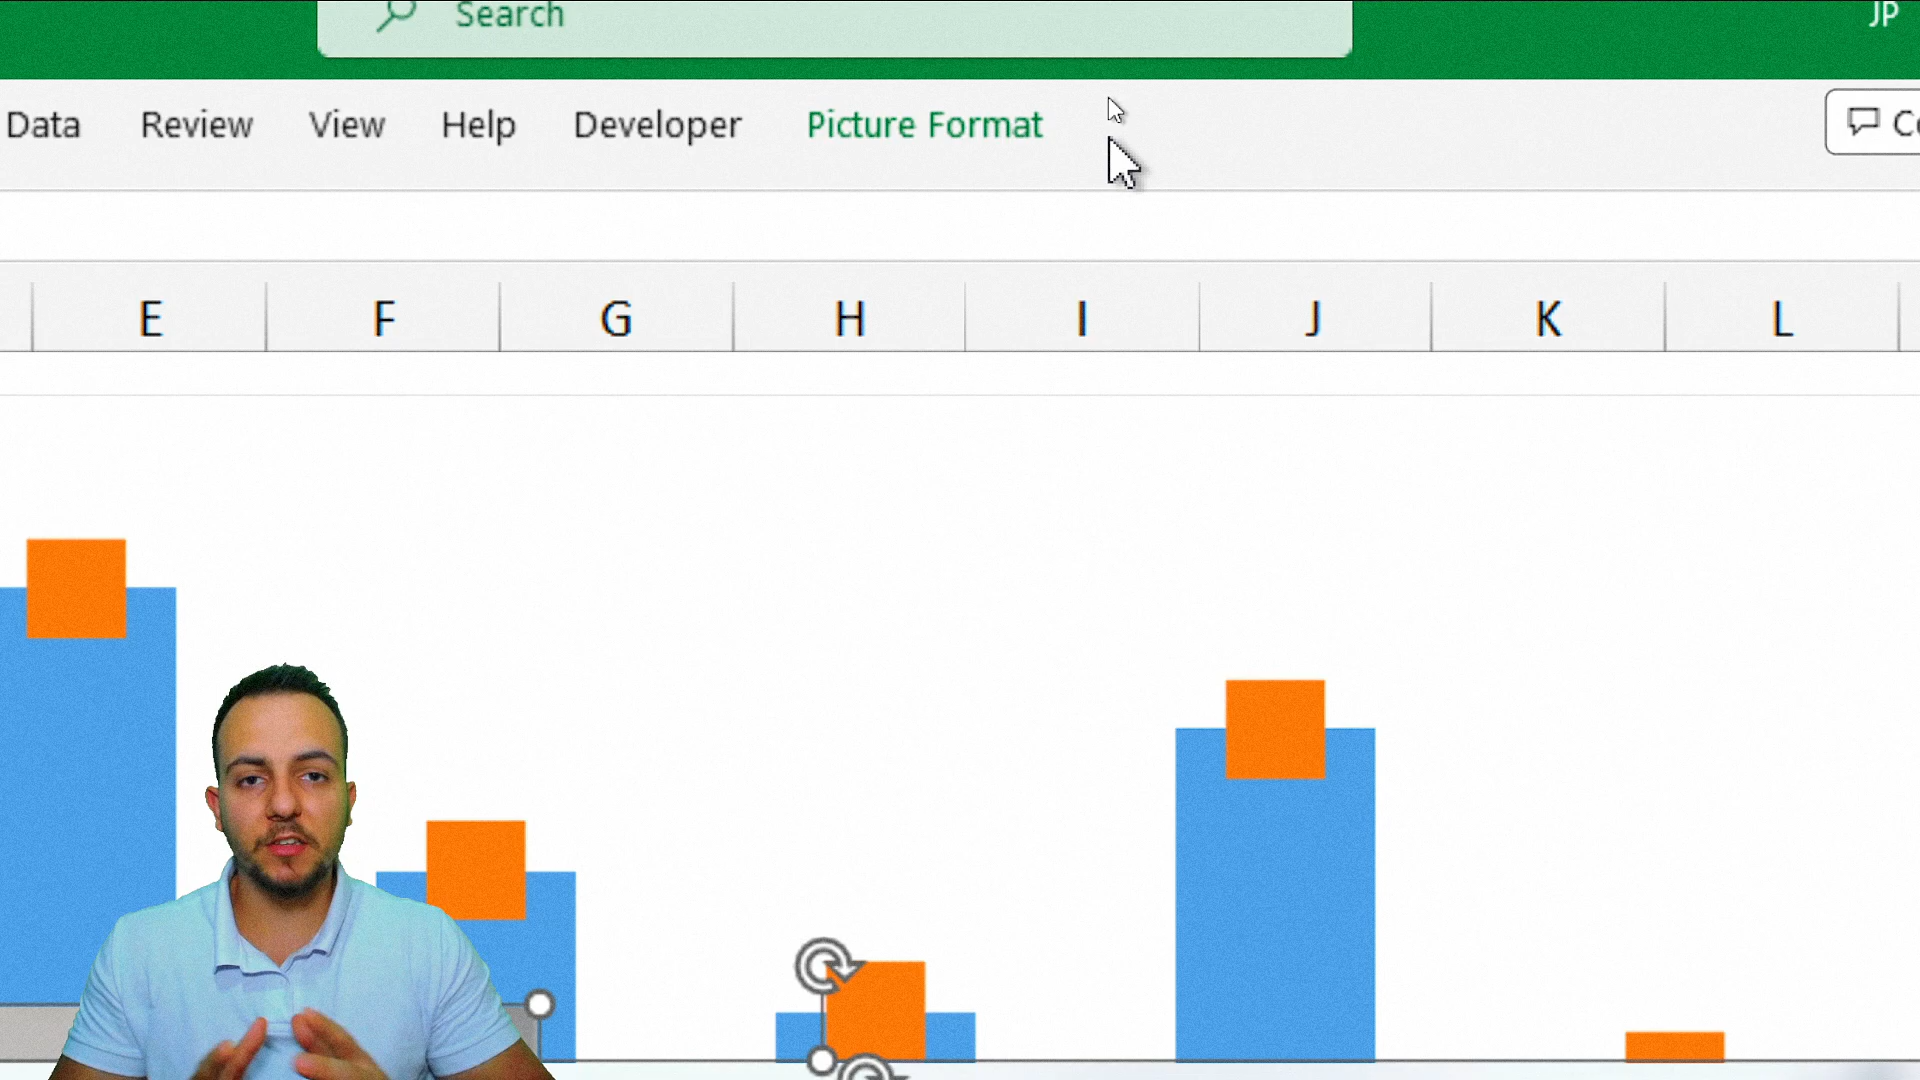 Search
JP
Data Review View Help Developer Picture Format
E F G H I J K L